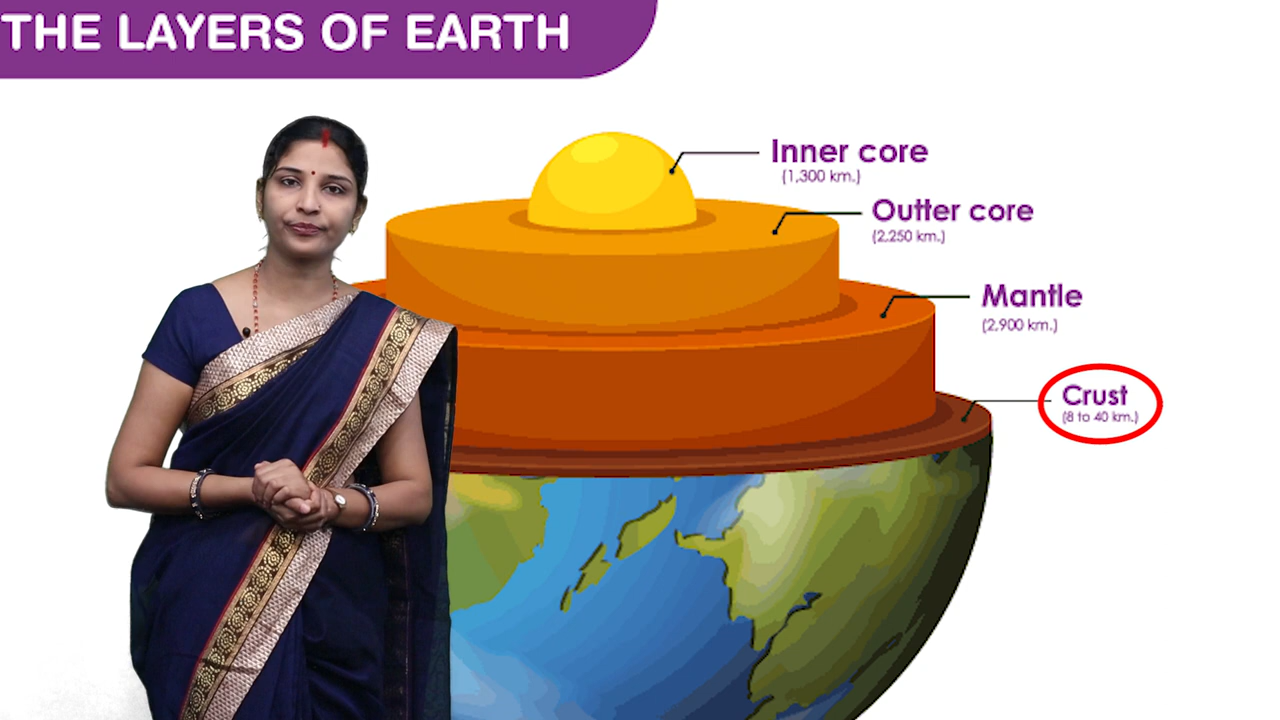 THE LAYERS OF EARTH
Inner core
(1,300 km.)
Outter core
(2,250 km.)
Mantle
(2,900 km.)
Crust
(8 to 40 km.)